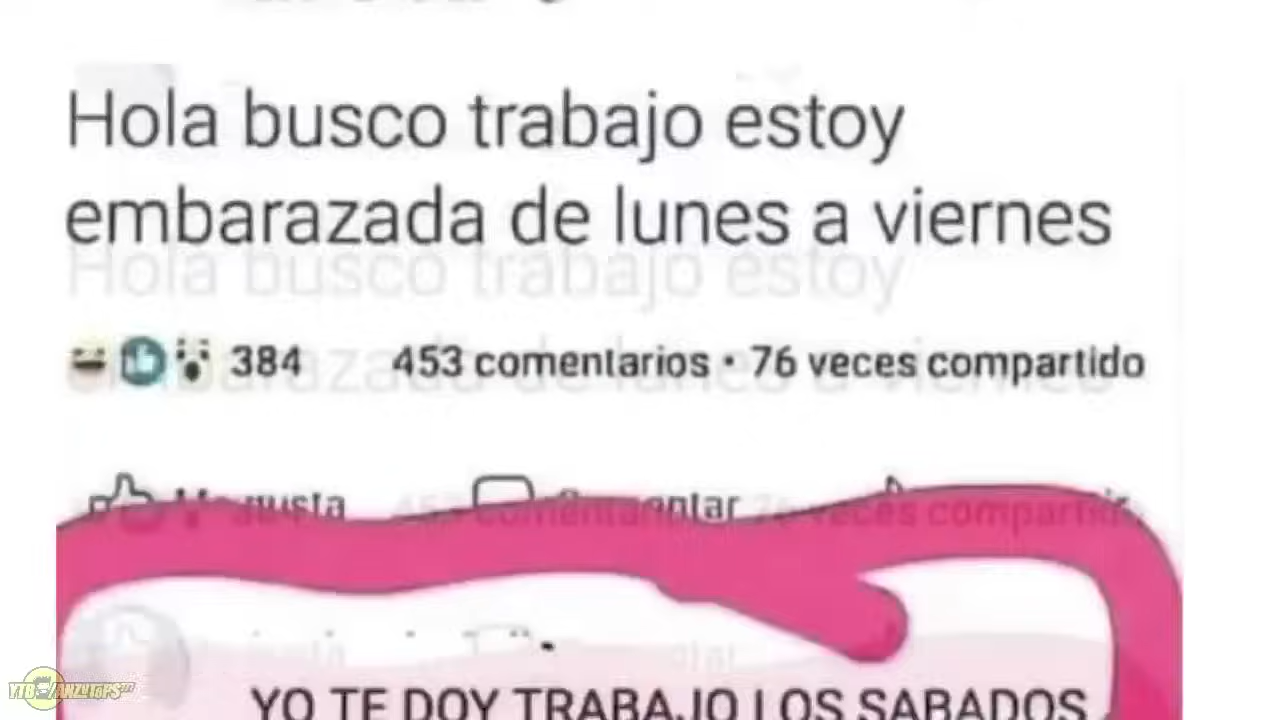 Hola busco trabajo estoy
embarazada de lunes a viernes
384 453 comentarios · 76 veces compartido
gusta
YO TE DOY TRABAJO LOS SABADOS